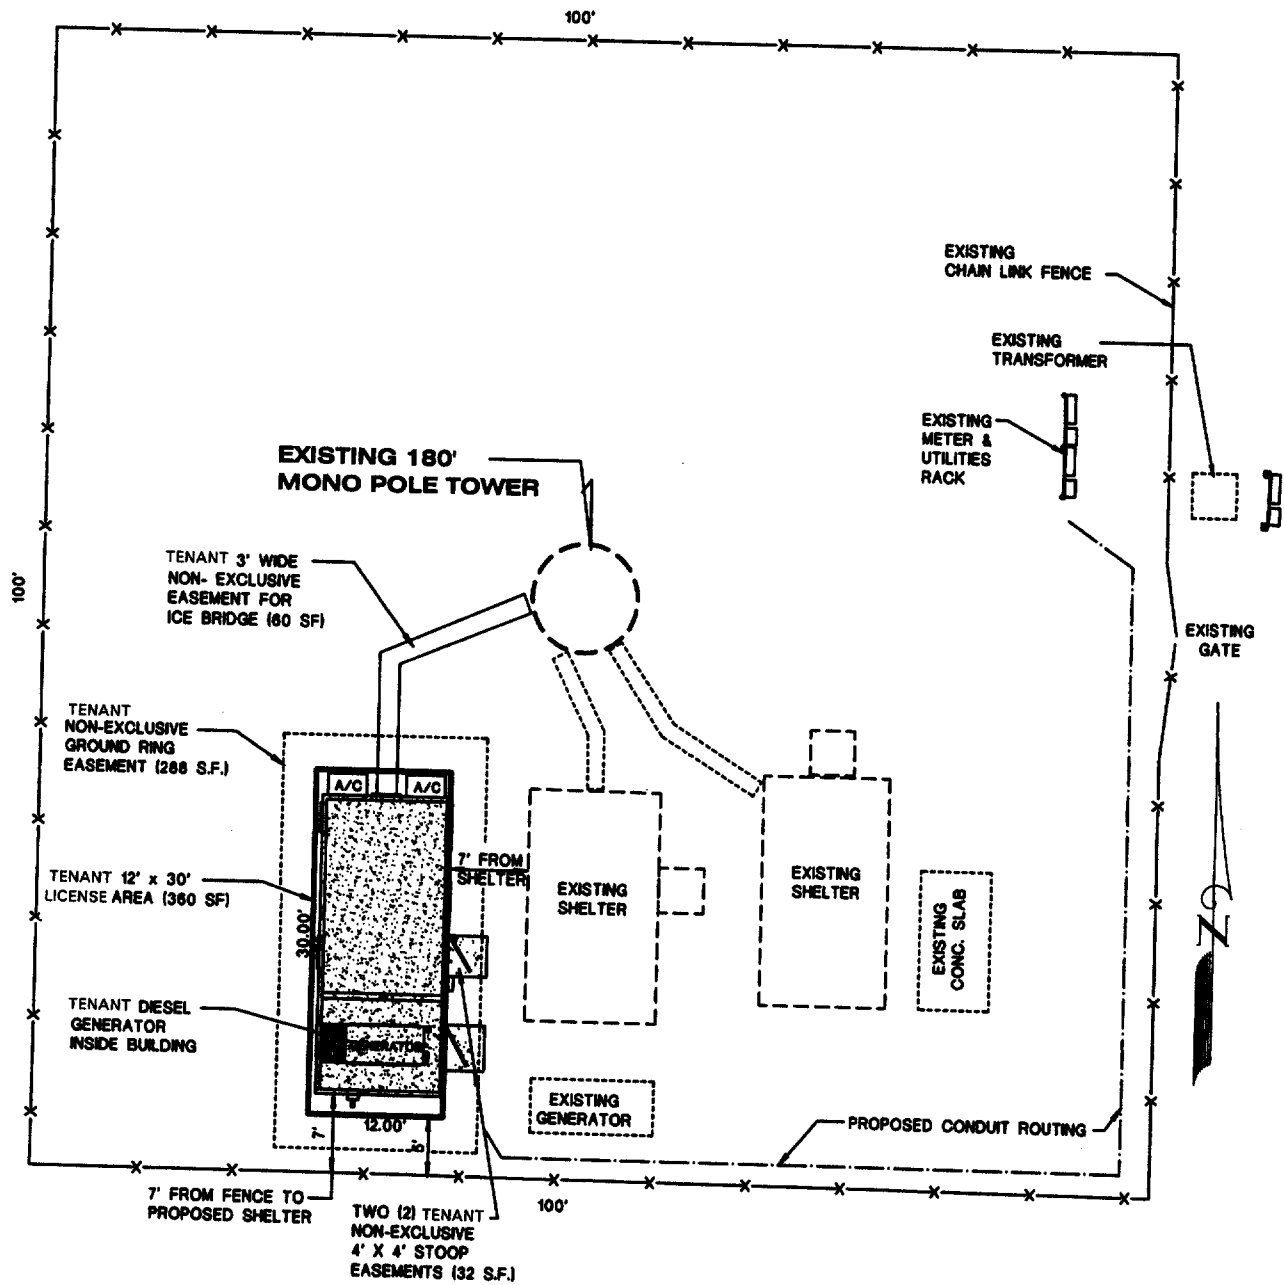 100'
EXISTING
CHAIN LINK FENCE
EXISTING
TRANSFORMER
EXISTING
METER &
UTILITIES
RACK
EXISTING 180'
MONO POLE TOWER
TENANT 3' WIDE
NON- EXCLUSIVE
EASEMENT FOR
ICE BRIDGE (60 SF)
100'
EXISTING
GATE
TENANT
NON-EXCLUSIVE
GROUND RING
EASEMENT (288 S.F.)
A/C
A/C
7' FROM
SHELTER
TENANT 12' x 30'
LICENSE AREA (360 SF)
30.00'
EXISTING
SHELTER
EXISTING
SHELTER
EXISTING
CONC. SLAB
N
TENANT DIESEL
GENERATOR
INSIDE BUILDING
GENERATOR
EXISTING
GENERATOR
PROPOSED CONDUIT ROUTING
12.00'
7'
7' FROM FENCE TO
PROPOSED SHELTER
100'
TWO (2) TENANT
NON-EXCLUSIVE
4' X 4' STOOP
EASEMENTS (32 S.F.)